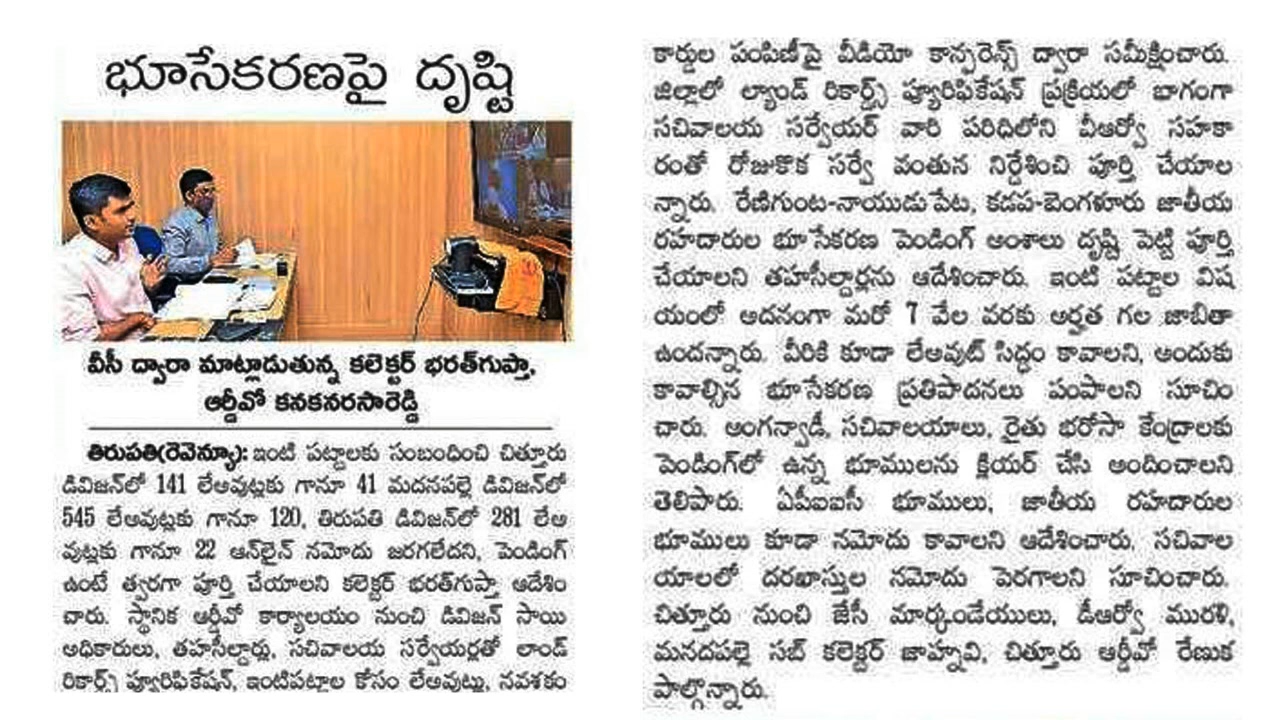 భూసేకరణపై దృష్టి
వీసీ ద్వారా మాట్లాడుతున్న కలెక్టర్ భరత్‌గుప్తా,
ఆర్డీవో కనకనరసారెడ్డి
తిరుపతి(రెవెన్యూ): ఇంటి పట్టాలకు సంబంధించి చిత్తూరు
డివిజన్‌లో 141 లేఅవుట్లకు గానూ 41 మదనపల్లె డివిజన్‌లో
545 లేఅవుట్లకు గానూ 120, తిరుపతి డివిజన్‌లో 281 లేఅ
వుట్లకు గానూ 22 ఆన్‌లైన్ నమోదు జరగలేదని, పెండింగ్
ఉంటే త్వరగా పూర్తి చేయాలని కలెక్టర్ భరత్‌గుప్తా ఆదేశిం
చారు. స్థానిక ఆర్డీవో కార్యాలయం నుంచి డివిజన్ సాయి
అధికారులు, తహసీల్దార్లు, సచివాలయ సర్వేయర్లతో లాండ్
రికార్డ్స్ ప్యూరిఫికేషన్, ఇంటిపట్టాల కోసం లేఅవుట్లు, నవశకం
కార్డుల పంపిణీపై వీడియో కాన్ఫరెన్స్ ద్వారా సమీక్షించారు.
జిల్లాలో ల్యాండ్ రికార్డ్స్ ప్యూరిఫికేషన్ ప్రక్రియలో భాగంగా
సచివాలయ సర్వేయర్ వారి పరిధిలోని వీఆర్వో సహకా
రంతో రోజుకొక సర్వే వంతున నిర్దేశించి పూర్తి చేయాల
న్నారు. రేణిగుంట-నాయుడుపేట, కడప-బెంగళూరు జాతీయ
రహదారుల భూసేకరణ పెండింగ్ అంశాలు దృష్టి పెట్టి పూర్తి
చేయాలని తహసీల్దార్లను ఆదేశించారు. ఇంటి పట్టాల విష
యంలో అదనంగా మరో 7 వేల వరకు అర్హత గల జాబితా
ఉందన్నారు. వీరికి కూడా లేఅవుట్ సిద్ధం కావాలని, అందుకు
కావాల్సిన భూసేకరణ ప్రతిపాదనలు పంపాలని సూచిం
చారు. అంగన్వాడీ, సచివాలయాలు, రైతు భరోసా కేంద్రాలకు
పెండింగ్‌లో ఉన్న భూములను క్లియర్ చేసి అందించాలని
తెలిపారు. ఏపీఐఐసీ భూములు, జాతీయ రహదారుల
భూములు కూడా నమోదు కావాలని ఆదేశించారు. సచివాల
యాలలో దరఖాస్తుల నమోదు పెరగాలని సూచించారు.
చిత్తూరు నుంచి జేసీ మార్కండేయులు, డీఆర్వో మురళి,
మనదపల్లె సబ్ కలెక్టర్ జాహ్నవి, చిత్తూరు ఆర్డీవో రేణుక
పాల్గొన్నారు.